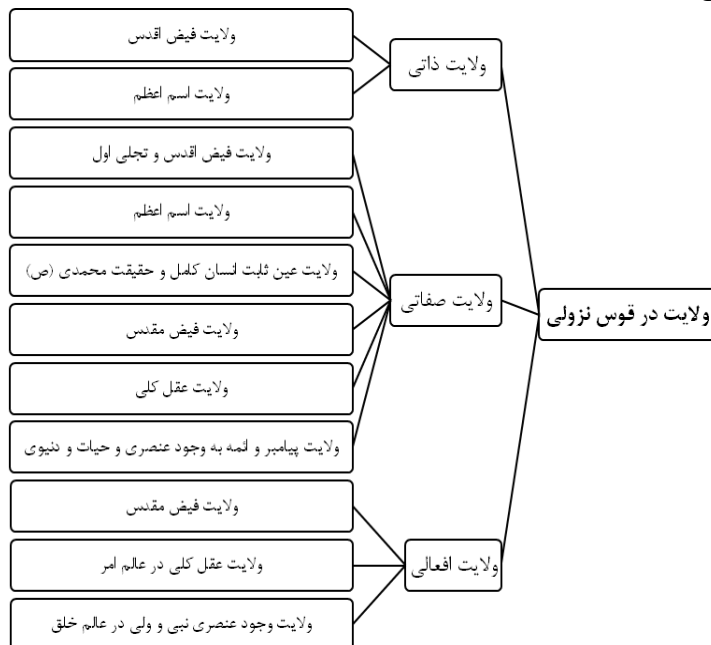 ولایت در قوس نزولی
ولایت ذاتی
ولایت فیض اقدس
ولایت اسم اعظم
ولایت صفاتی
ولایت فیض اقدس و تجلی اول
ولایت اسم اعظم
ولایت عین ثابت انسان کامل و حقیقت محمدی (ص)
ولایت فیض مقدس
ولایت عقل کلی
ولایت پیامبر و ائمه به وجود عنصری و حیات و دنیوی
ولایت افعالی
ولایت فیض مقدس
ولایت عقل کلی در عالم امر
ولایت وجود عنصری نبی و ولی در عالم خلق